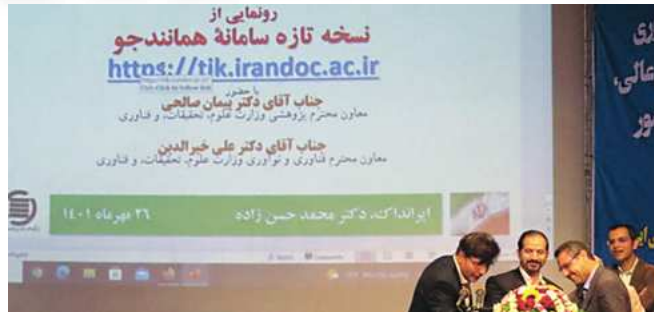 رونمایی از
نسخه تازه سامانهٔ همانندجو
https://tik.irandoc.ac.ir
با حضور
جناب آقای دکتر پیمان صالحی
معاون محترم پژوهشی وزارت علوم، تحقیقات، و فناوری
جناب آقای دکتر علی خیرالدین
معاون محترم فناوری و نوآوری وزارت علوم، تحقیقات، و فناوری
ایرانداک، دکتر محمد حسن زاده
۲۶ مهرماه ۱۴۰۱
عالی،